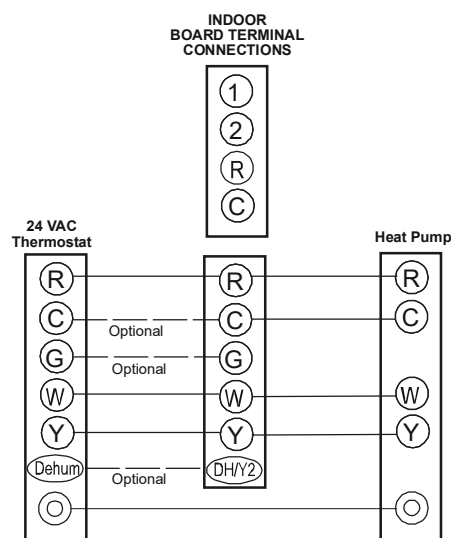 INDOOR
BOARD TERMINAL
CONNECTIONS
1
2
R
C
24 VAC
Thermostat
Heat Pump
R R R
C Optional C C
G Optional G
W W W
Y Y Y
Dehum Optional DH/Y2